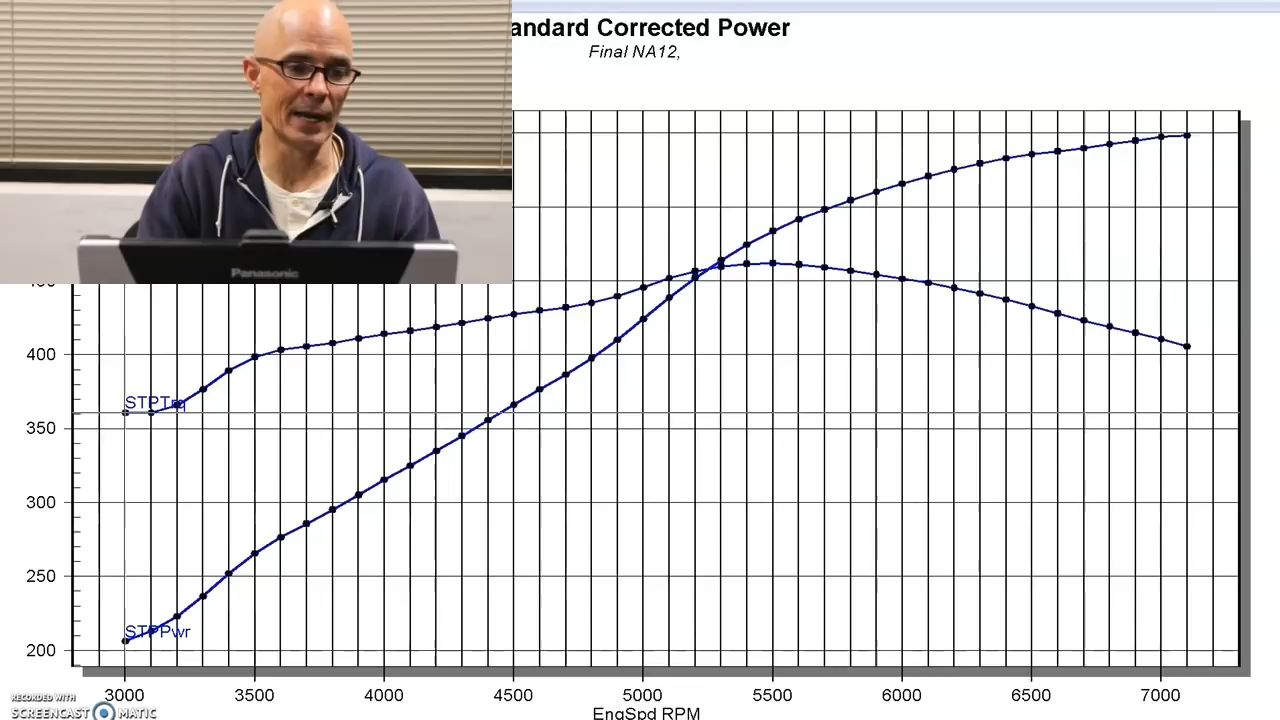 andard Corrected Power
Final NA12,
Panasonic
400
STPTrq
350
300
250
STPPwr
200
3000 3500 4000 4500 5000 5500 6000 6500 7000
EngSpd RPM
RECORDED WITH
SCREENCAST MATIC